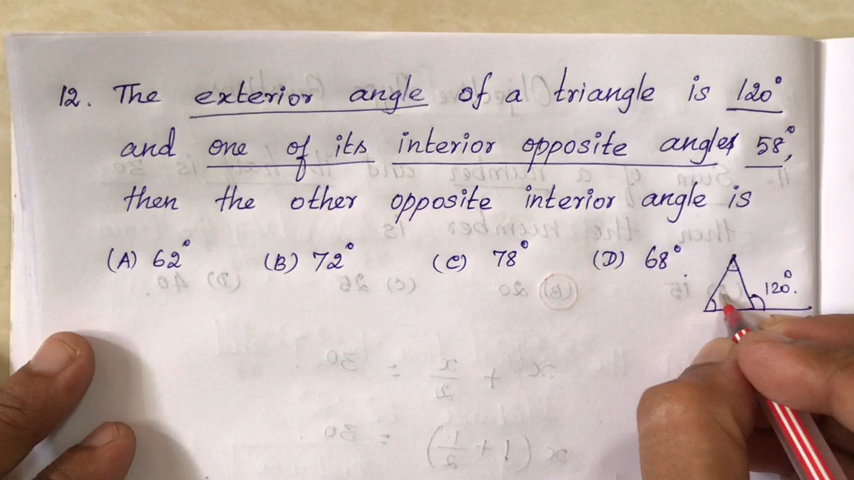 12. The exterior angle of a triangle is 120°
and one of its interior opposite angles 58°,
then the other opposite interior angle is
(A) 62° (B) 72° (C) 78° (D) 68°.
120°.